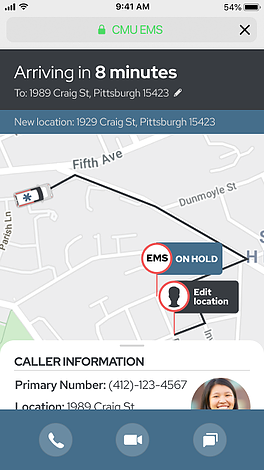 9:41 AM
54%
CMU EMS
Arriving in 8 minutes
To: 1989 Craig St, Pittsburgh 15423
New location: 1929 Craig St, Pittsburgh 15423
Fifth Ave
Dunmoyle St
Parish Ln
S
H
EMS ON HOLD
Edit
location
In
CALLER INFORMATION
Primary Number: (412)-123-4567
Location: 1989 Craig St